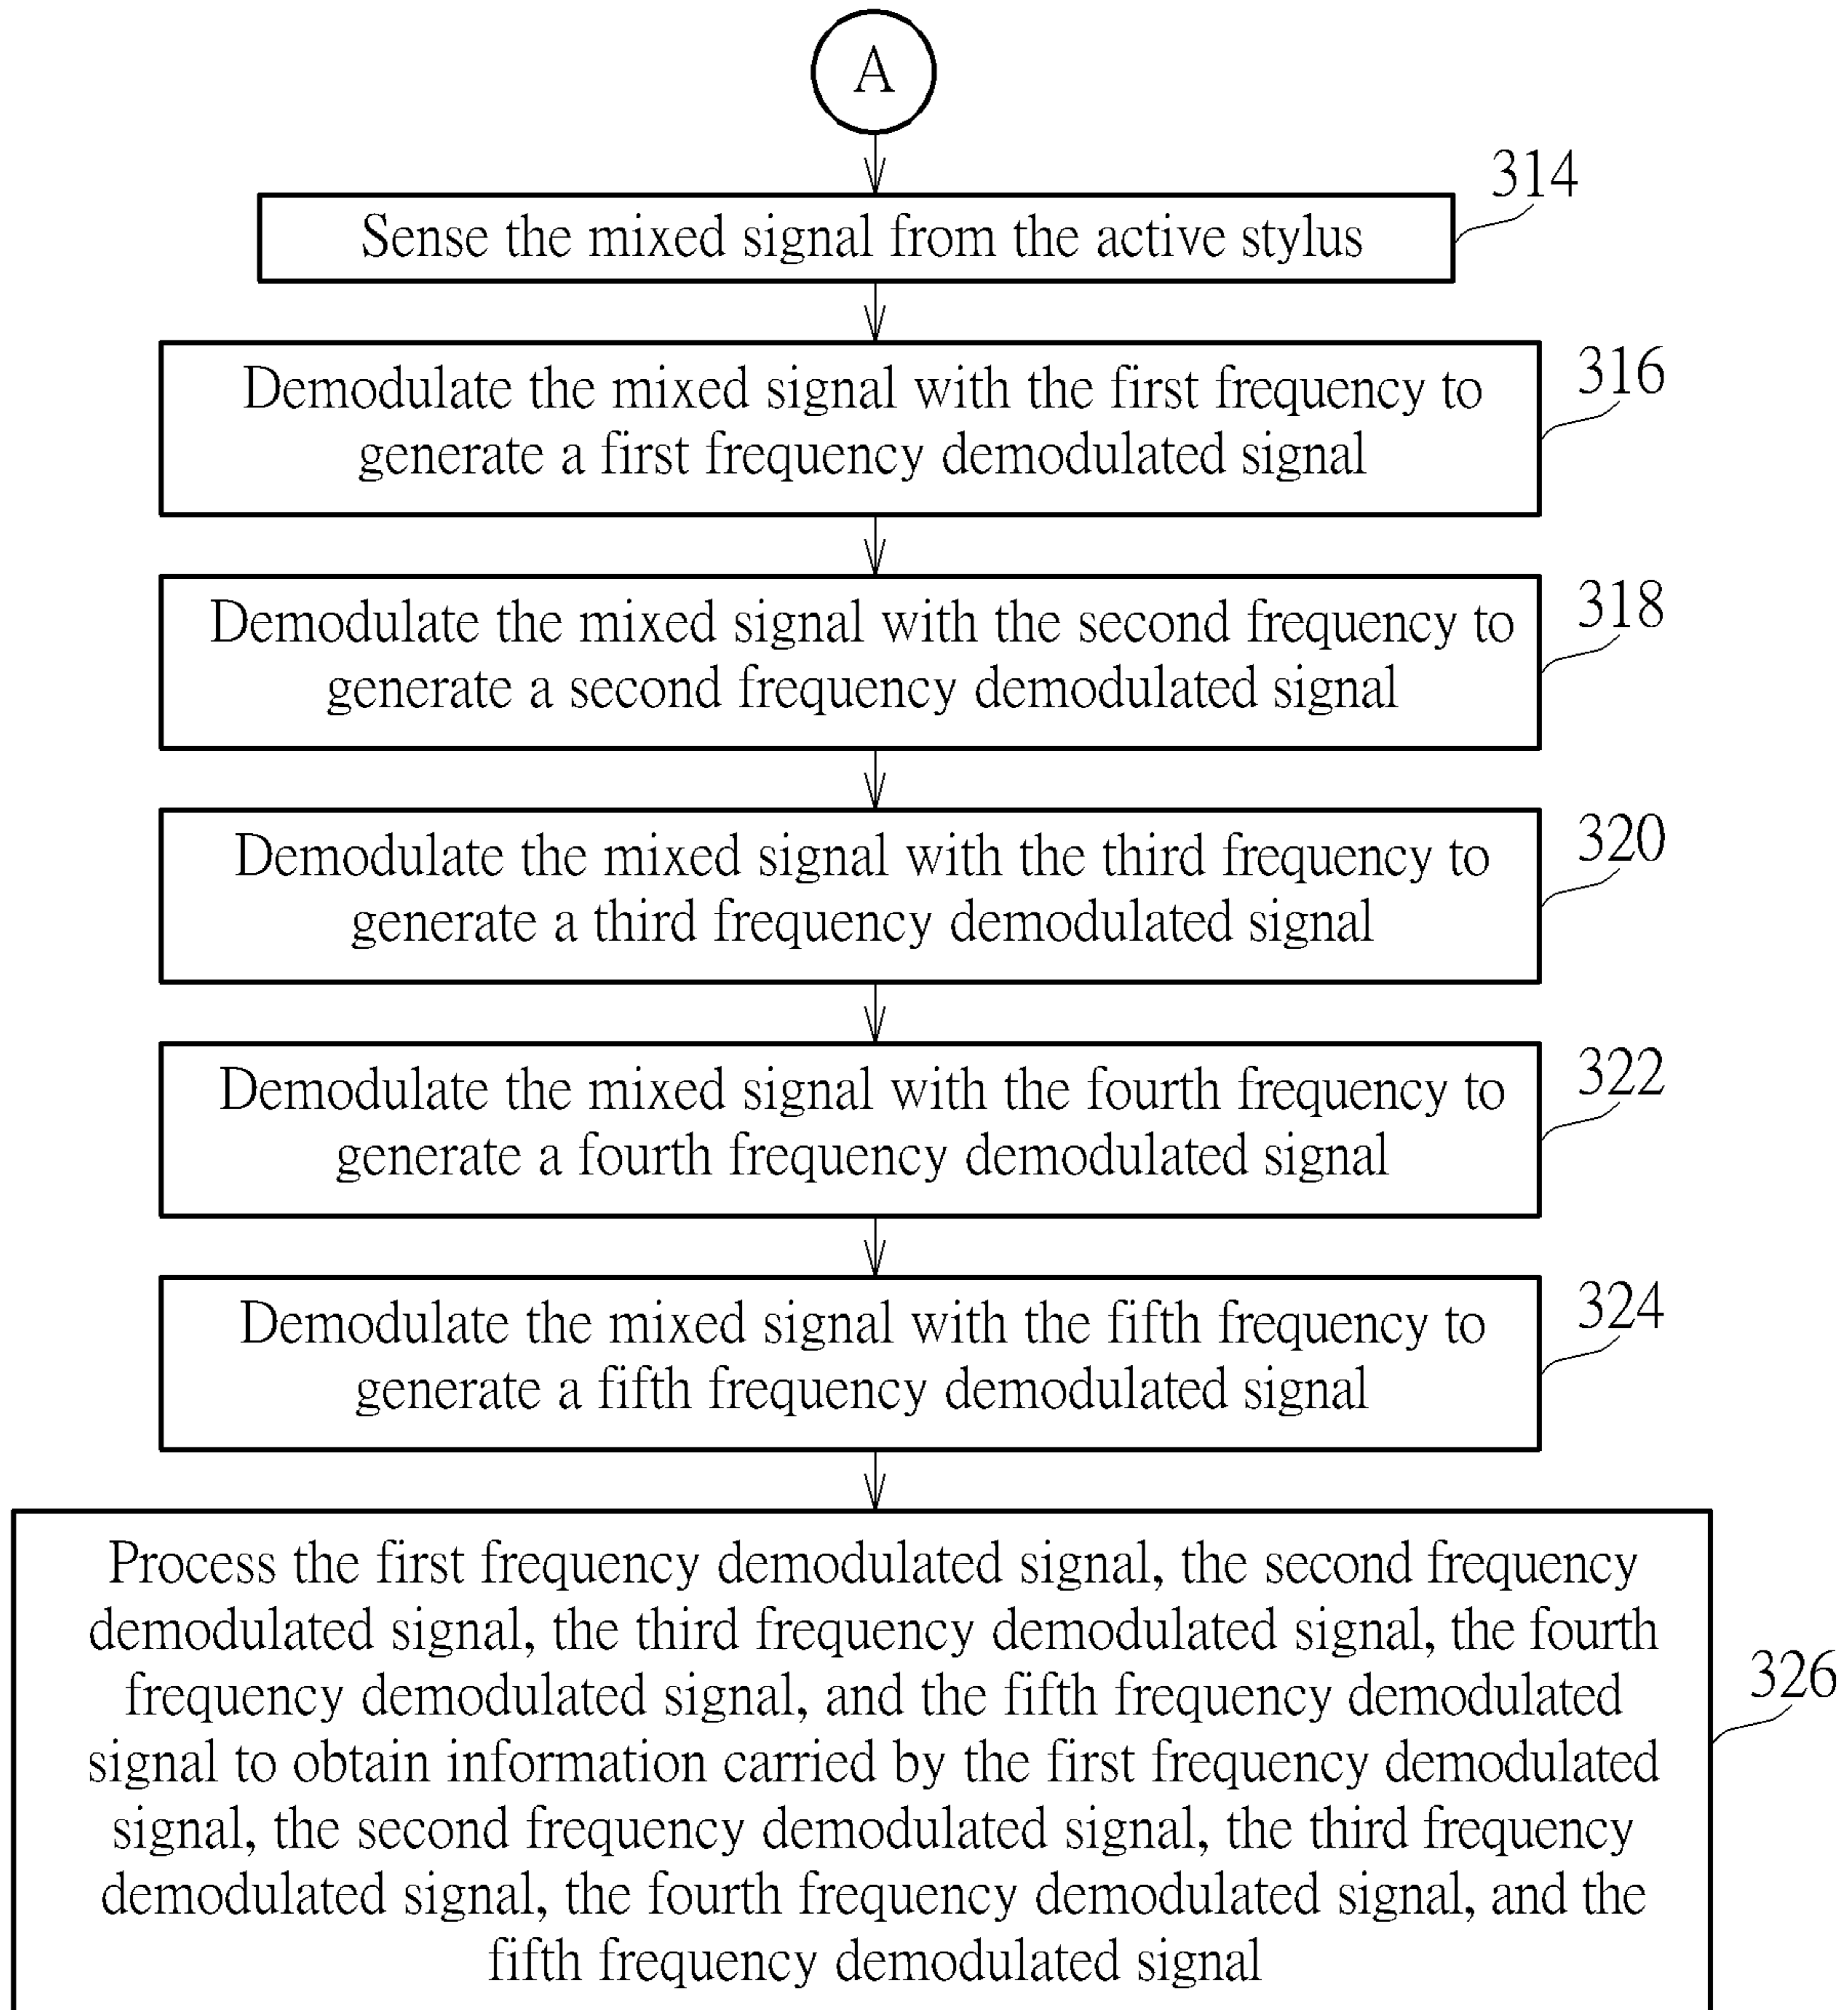 A
314
Sense the mixed signal from the active stylus
316
Demodulate the mixed signal with the first frequency to
generate a first frequency demodulated signal
318
Demodulate the mixed signal with the second frequency to
generate a second frequency demodulated signal
320
Demodulate the mixed signal with the third frequency to
generate a third frequency demodulated signal
322
Demodulate the mixed signal with the fourth frequency to
generate a fourth frequency demodulated signal
324
Demodulate the mixed signal with the fifth frequency to
generate a fifth frequency demodulated signal
Process the first frequency demodulated signal, the second frequency
demodulated signal, the third frequency demodulated signal, the fourth
frequency demodulated signal, and the fifth frequency demodulated
326
signal to obtain information carried by the first frequency demodulated
signal, the second frequency demodulated signal, the third frequency
demodulated signal, the fourth frequency demodulated signal, and the
fifth frequency demodulated signal